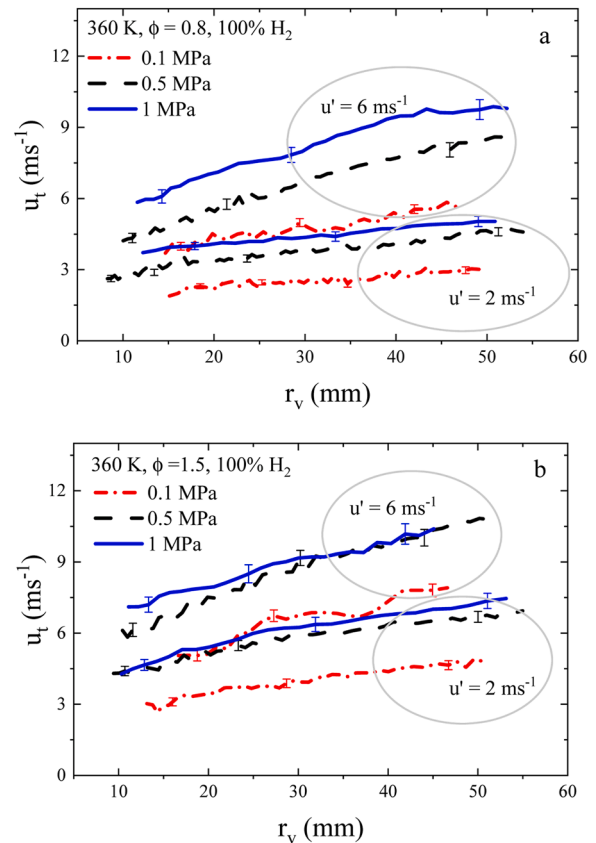 360 K, ϕ = 0.8, 100% H₂
a
0.1 MPa
0.5 MPa
1 MPa
u' = 6 ms⁻¹
u' = 2 ms⁻¹
12
9
6
3
0
uₜ (ms⁻¹)
10 20 30 40 50 60
rᵥ (mm)
360 K, ϕ =1.5, 100% H₂
b
0.1 MPa
0.5 MPa
1 MPa
u' = 6 ms⁻¹
u' = 2 ms⁻¹
12
9
6
3
0
uₜ (ms⁻¹)
10 20 30 40 50 60
rᵥ (mm)